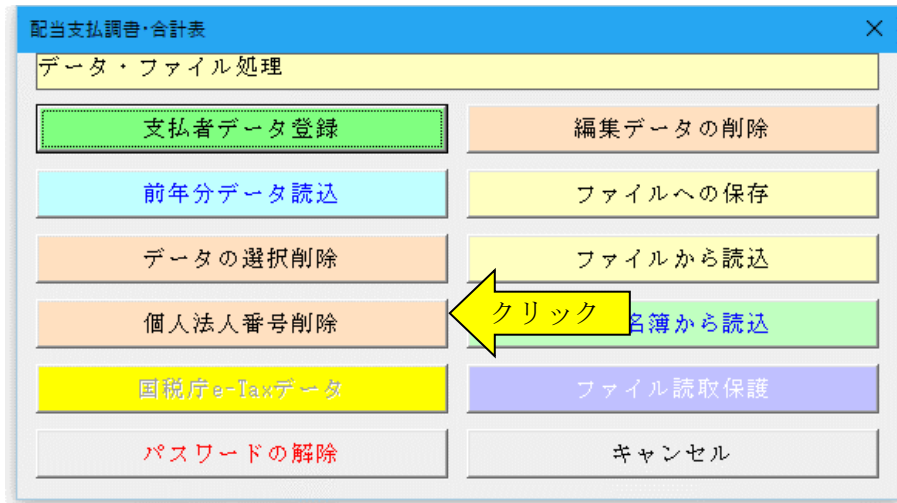 配当支払調書・合計表
データ・ファイル処理
支払者データ登録
編集データの削除
前年分データ読込
ファイルへの保存
データの選択削除
ファイルから読込
個人法人番号削除
クリック
名簿から読込
国税庁e-Taxデータ
ファイル読取保護
パスワードの解除
キャンセル